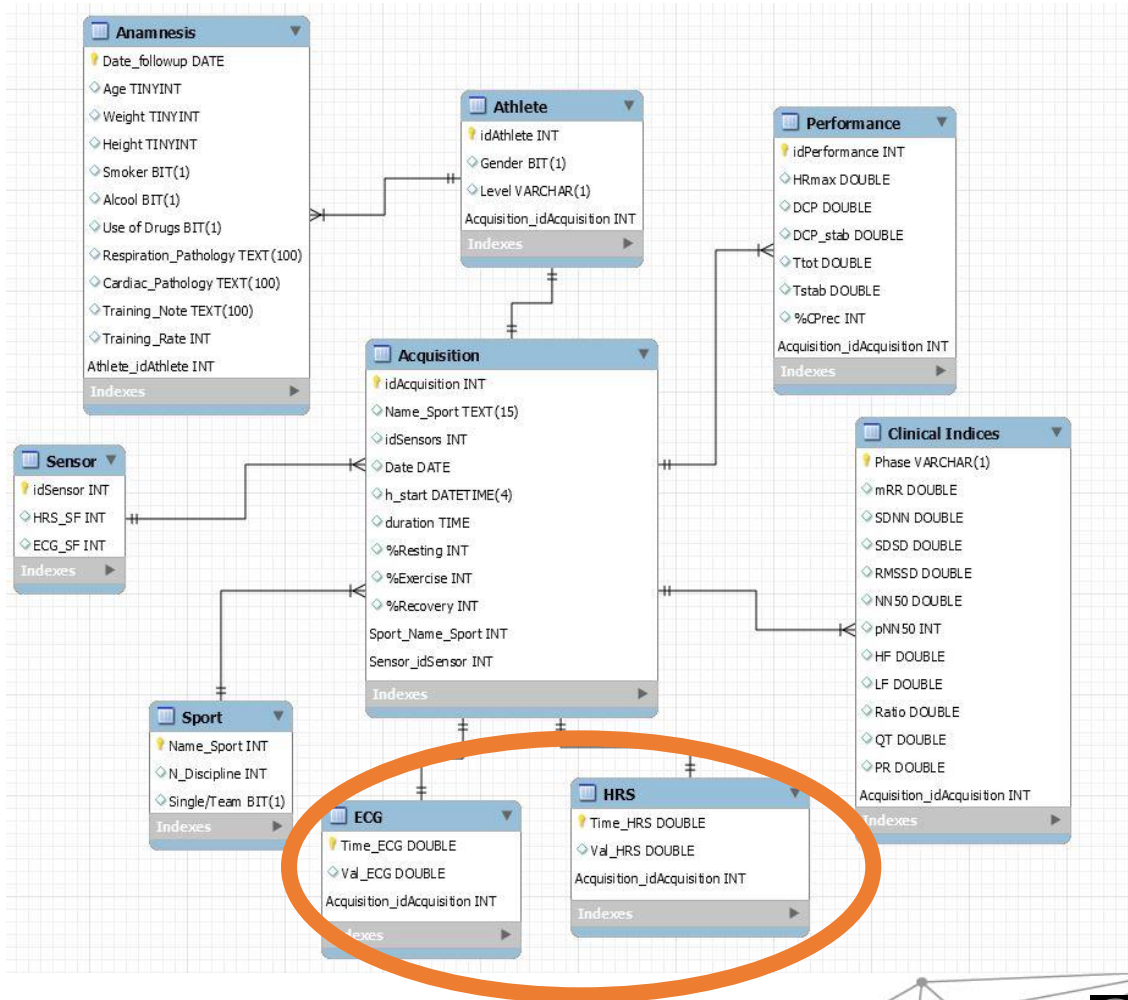 Anamnesis
Date_followup DATE
Age TINYINT
Weight TINYINT
Height TINYINT
Smoker BIT(1)
Alcool BIT(1)
Use of Drugs BIT(1)
Respiration_Pathology TEXT(100)
Cardiac_Pathology TEXT(100)
Training_Note TEXT(100)
Training_Rate INT
Athlete_idAthlete INT
Indexes
Athlete
idAthlete INT
Gender BIT(1)
Level VARCHAR(1)
Acquisition_idAcquisition INT
Indexes
Performance
idPerformance INT
HRmax DOUBLE
DCP DOUBLE
DCP_stab DOUBLE
Ttot DOUBLE
Tstab DOUBLE
%CPrec INT
Acquisition_idAcquisition INT
Indexes
Acquisition
idAcquisition INT
Name_Sport TEXT(15)
idSensors INT
Date DATE
h_start DATETIME(4)
duration TIME
%Resting INT
%Exercise INT
%Recovery INT
Sport_Name_Sport INT
Sensor_idSensor INT
Indexes
Sensor
idSensor INT
HRS_SF INT
ECG_SF INT
Indexes
Clinical Indices
Phase VARCHAR(1)
mRR DOUBLE
SDNN DOUBLE
SDSD DOUBLE
RMSSD DOUBLE
NN50 DOUBLE
pNN50 INT
HF DOUBLE
LF DOUBLE
Ratio DOUBLE
QT DOUBLE
PR DOUBLE
Acquisition_idAcquisition INT
Indexes
Sport
Name_Sport INT
N_Discipline INT
Single/Team BIT(1)
Indexes
ECG
Time_ECG DOUBLE
Val_ECG DOUBLE
Acquisition_idAcquisition INT
Indexes
HRS
Time_HRS DOUBLE
Val_HRS DOUBLE
Acquisition_idAcquisition INT
Indexes